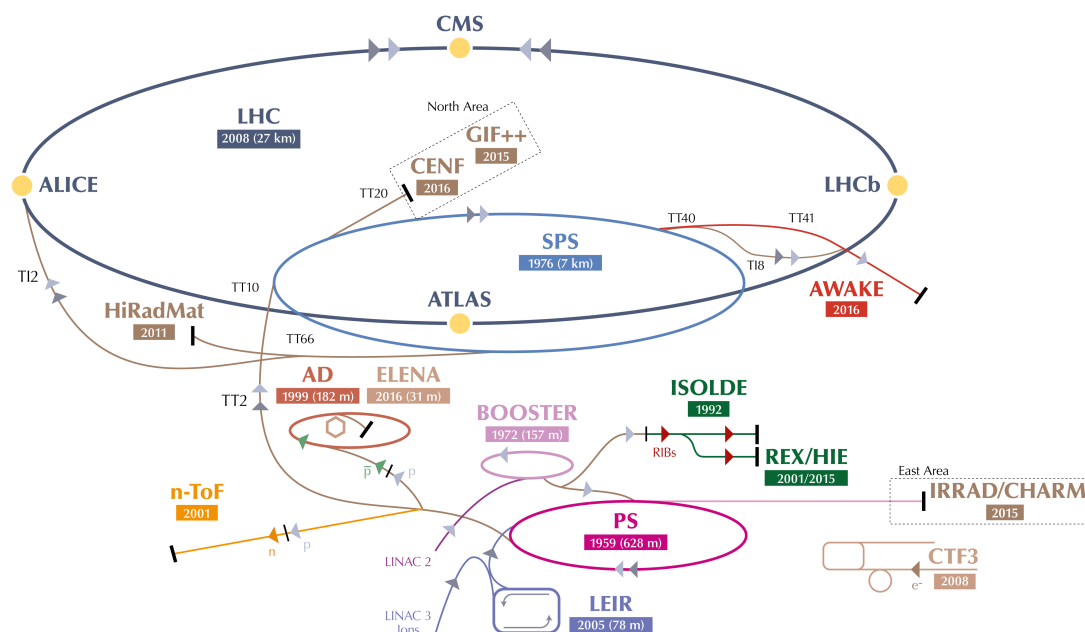 CMS
LHC
2008 (27 km)
North Area
GIF++
2015
CENF
2016
TT20
ALICE
LHCb
TT40
TT41
SPS
1976 (7 km)
TI8
TI2
TT10
ATLAS
AWAKE
2016
HiRadMat
2011
TT66
AD
1999 (182 m)
ELENA
2016 (31 m)
TT2
ISOLDE
1992
BOOSTER
1972 (157 m)
RIBs
REX/HIE
2001/2015
p̅
p
East Area
n-ToF
2001
IRRAD/CHARM
2015
PS
1959 (628 m)
n
p
LINAC 2
CTF3
2008
e-
LEIR
2005 (78 m)
LINAC 3
Ions